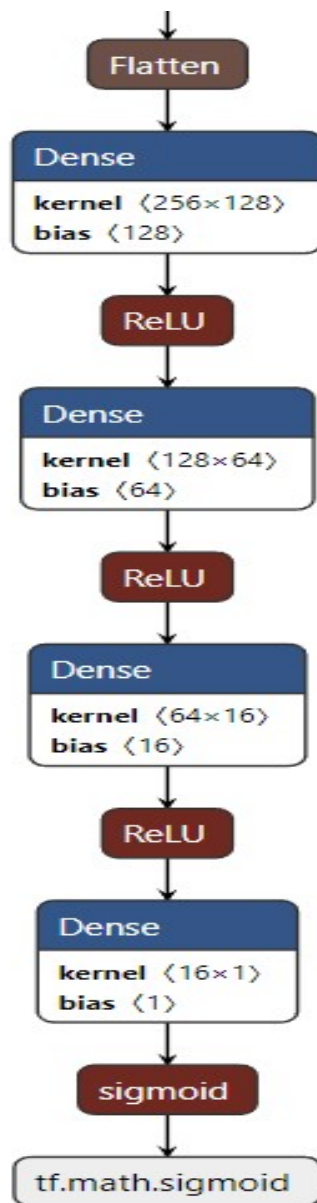 Flatten
Dense
kernel ⟨256×128⟩
bias ⟨128⟩
ReLU
Dense
kernel ⟨128×64⟩
bias ⟨64⟩
ReLU
Dense
kernel ⟨64×16⟩
bias ⟨16⟩
ReLU
Dense
kernel ⟨16×1⟩
bias ⟨1⟩
sigmoid
tf.math.sigmoid